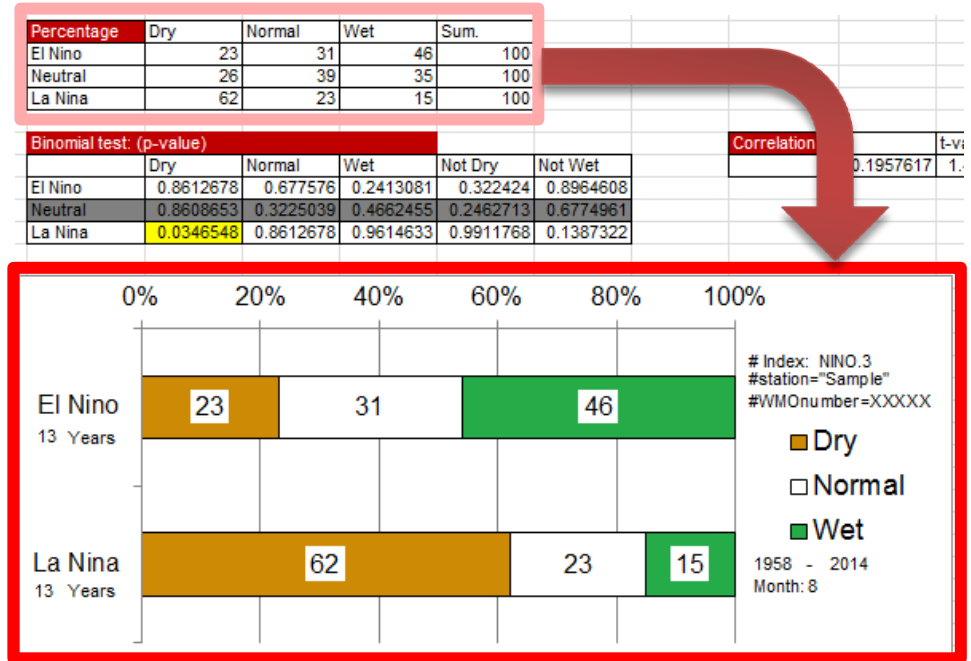 Percentage Dry Normal Wet Sum.
El Nino 23 31 46 100
Neutral 26 39 35 100
La Nina 62 23 15 100
Binomial test: (p-value)
Correlation
Dry Normal Wet Not Dry Not Wet
0.1957617
El Nino 0.8612678 0.677576 0.2413081 0.322424 0.8964608
Neutral 0.8608653 0.3225039 0.4662455 0.2462713 0.6774961
La Nina 0.0346548 0.8612678 0.9614633 0.9911768 0.1387322
0% 20% 40% 60% 80% 100%
# Index: NINO.3
#station="Sample"
#WMOnumber=XXXXX
El Nino 23 31 46
13 Years
Dry
Normal
Wet
La Nina 62 23 15
13 Years
1958 - 2014
Month: 8